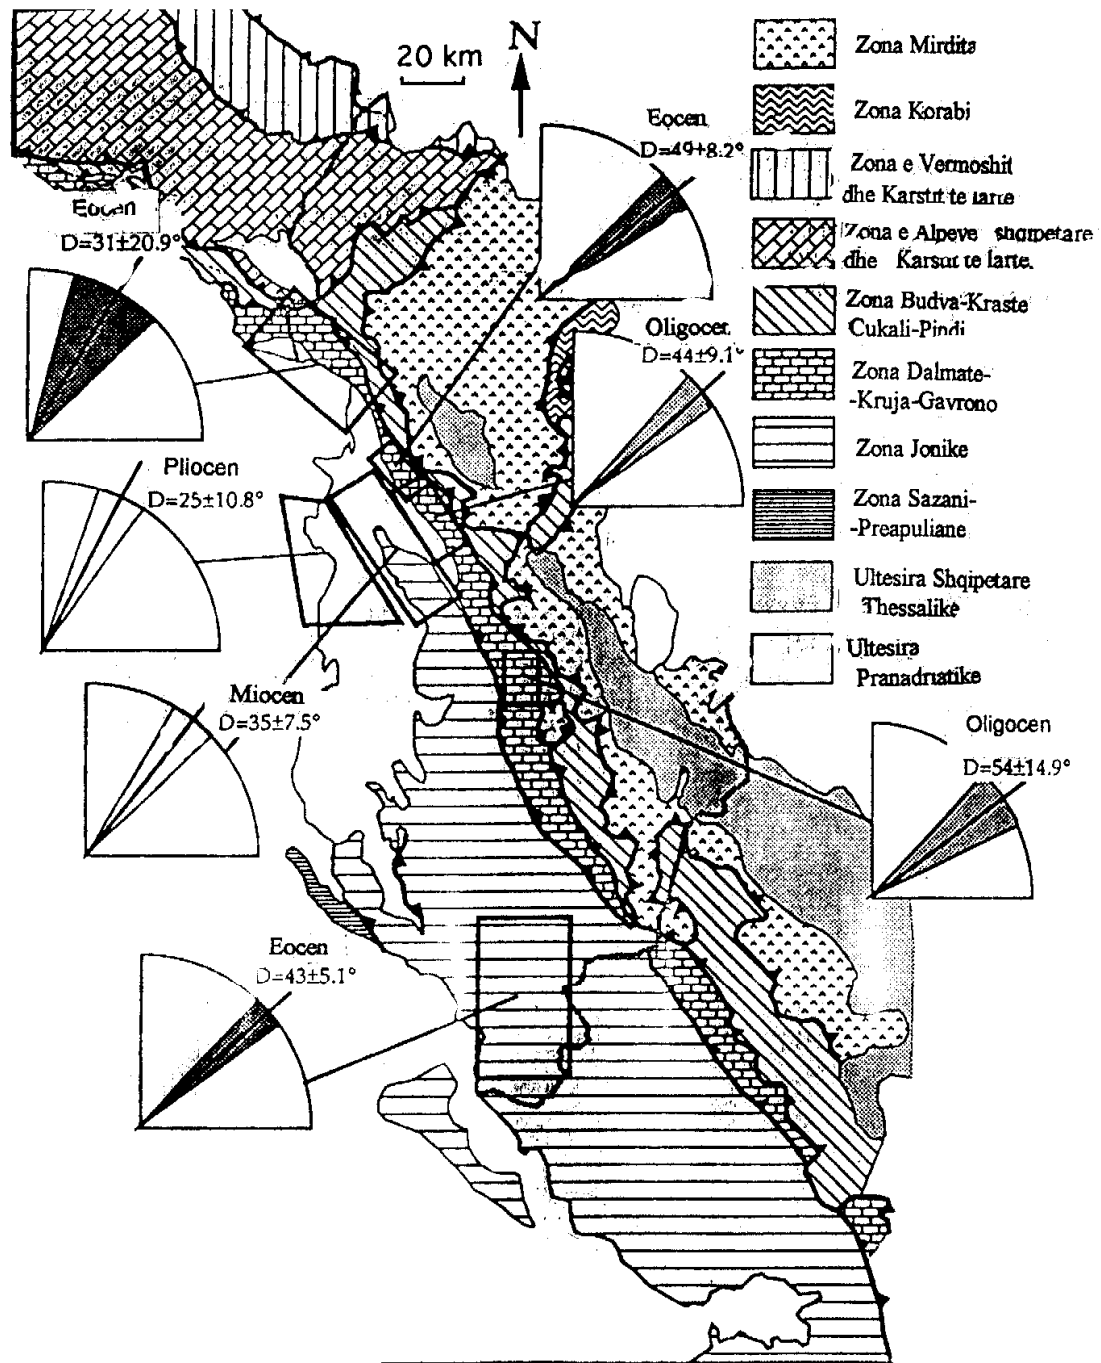 20 km
N
Zona Mirdita
Zona Korabi
Zona e Vermoshit
dhe Karstit te larte
Zona e Alpeve shqipetare
dhe Karsut te larte.
Zona Budva-Kraste
Cukali-Pindi
Zona Dalmate-
-Kruja-Gavrono
Zona Jonike
Zona Sazani-
-Preapuliane
Ultesira Shqipetare
Thessalike
Ultesira
Pranadriatike
Eocen
D=49±8.2°
Eocen
D=31±20.9°
Oligocen
D=44±9.1°
Pliocen
D=25±10.8°
Miocen
D=35±7.5°
Oligocen
D=54±14.9°
Eocen
D=43±5.1°